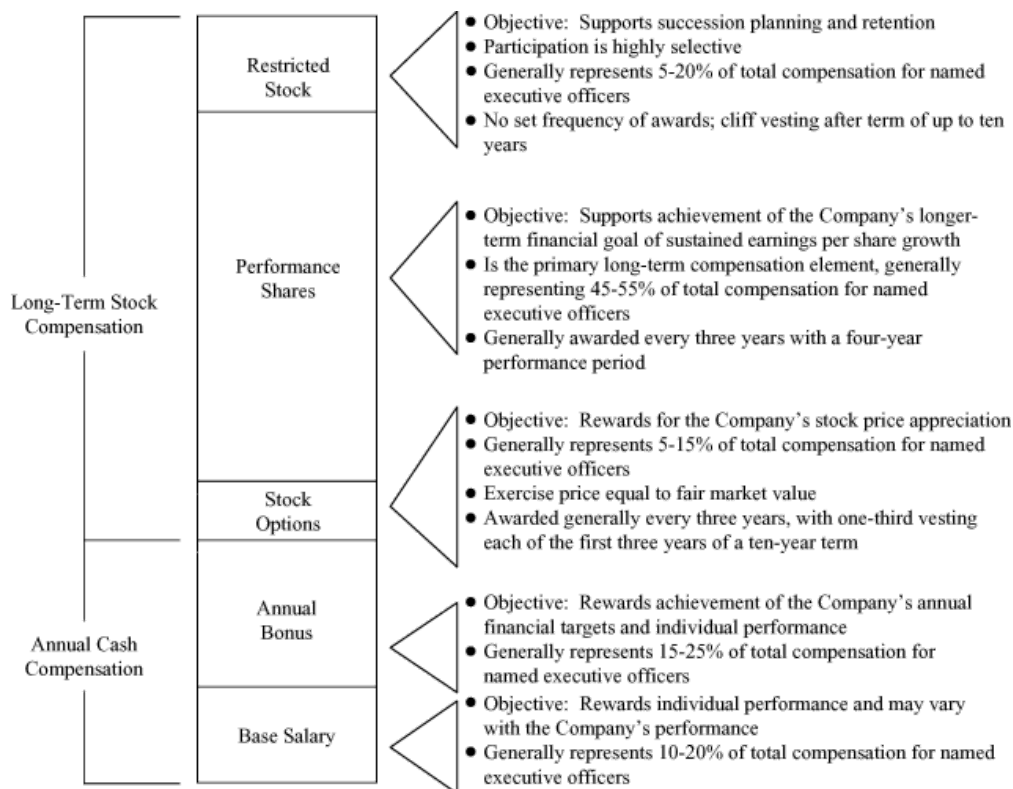 Long-Term Stock
Compensation
Annual Cash
Compensation
Restricted
Stock
Performance
Shares
Stock
Options
Annual
Bonus
Base Salary
● Objective: Supports succession planning and retention
● Participation is highly selective
● Generally represents 5-20% of total compensation for named
executive officers
● No set frequency of awards; cliff vesting after term of up to ten
years
● Objective: Supports achievement of the Company's longer-
term financial goal of sustained earnings per share growth
● Is the primary long-term compensation element, generally
representing 45-55% of total compensation for named
executive officers
● Generally awarded every three years with a four-year
performance period
● Objective: Rewards for the Company's stock price appreciation
● Generally represents 5-15% of total compensation for named
executive officers
● Exercise price equal to fair market value
● Awarded generally every three years, with one-third vesting
each of the first three years of a ten-year term
● Objective: Rewards achievement of the Company's annual
financial targets and individual performance
● Generally represents 15-25% of total compensation for
named executive officers
● Objective: Rewards individual performance and may vary
with the Company's performance
● Generally represents 10-20% of total compensation for named
executive officers